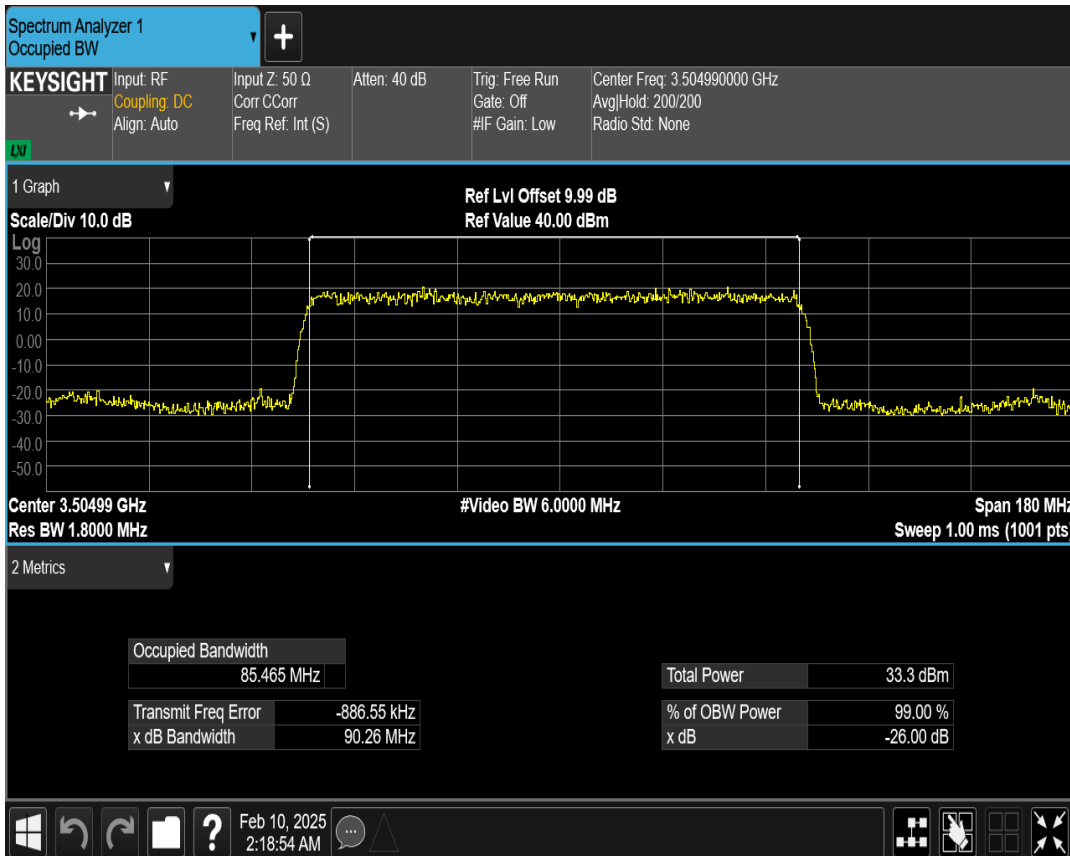 Spectrum Analyzer 1
Occupied BW
+
KEYSIGHT
LXI
Input: RF
Coupling: DC
Align: Auto
Input Z: 50 Ω
Corr CCorr
Freq Ref: Int (S)
Atten: 40 dB
Trig: Free Run
Gate: Off
#IF Gain: Low
Center Freq: 3.504990000 GHz
Avg|Hold: 200/200
Radio Std: None
1 Graph
Scale/Div 10.0 dB
Ref Lvl Offset 9.99 dB
Ref Value 40.00 dBm
Log
30.0
20.0
10.0
0.00
-10.0
-20.0
-30.0
-40.0
-50.0
Center 3.50499 GHz
#Video BW 6.0000 MHz
Span 180 MHz
Res BW 1.8000 MHz
Sweep 1.00 ms (1001 pts)
2 Metrics
Occupied Bandwidth
85.465 MHz
Total Power 33.3 dBm
Transmit Freq Error -886.55 kHz
% of OBW Power 99.00 %
x dB Bandwidth 90.26 MHz
x dB -26.00 dB
?
Feb 10, 2025
2:18:54 AM